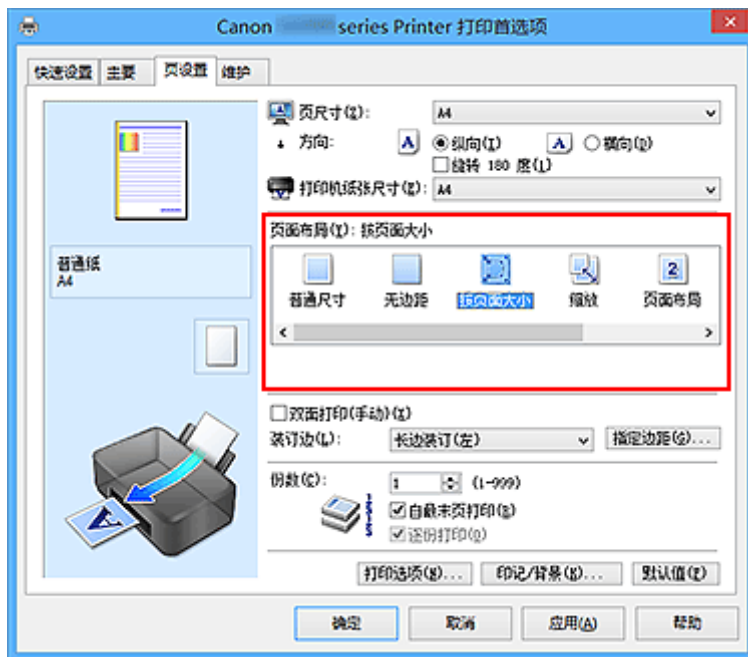 Canon series Printer 打印首选项
快速设置 主要 页设置 维护
页尺寸(Z): A4
方向: A 纵向(T) A 横向(D)
旋转 180 度(L)
打印机纸张尺寸(E): A4
页面布局(Y): 按页面大小
普通尺寸 无边距 按页面大小 缩放 页面布局
普通纸
A4
双面打印(手动)(X)
装订边(L): 长边装订(左) 指定边距(G)...
份数(C): 1 (1-999)
自最末页打印(S)
逐份打印(O)
打印选项(N)... 印记/背景(B)... 默认值(F)
确定 取消 应用(A) 帮助